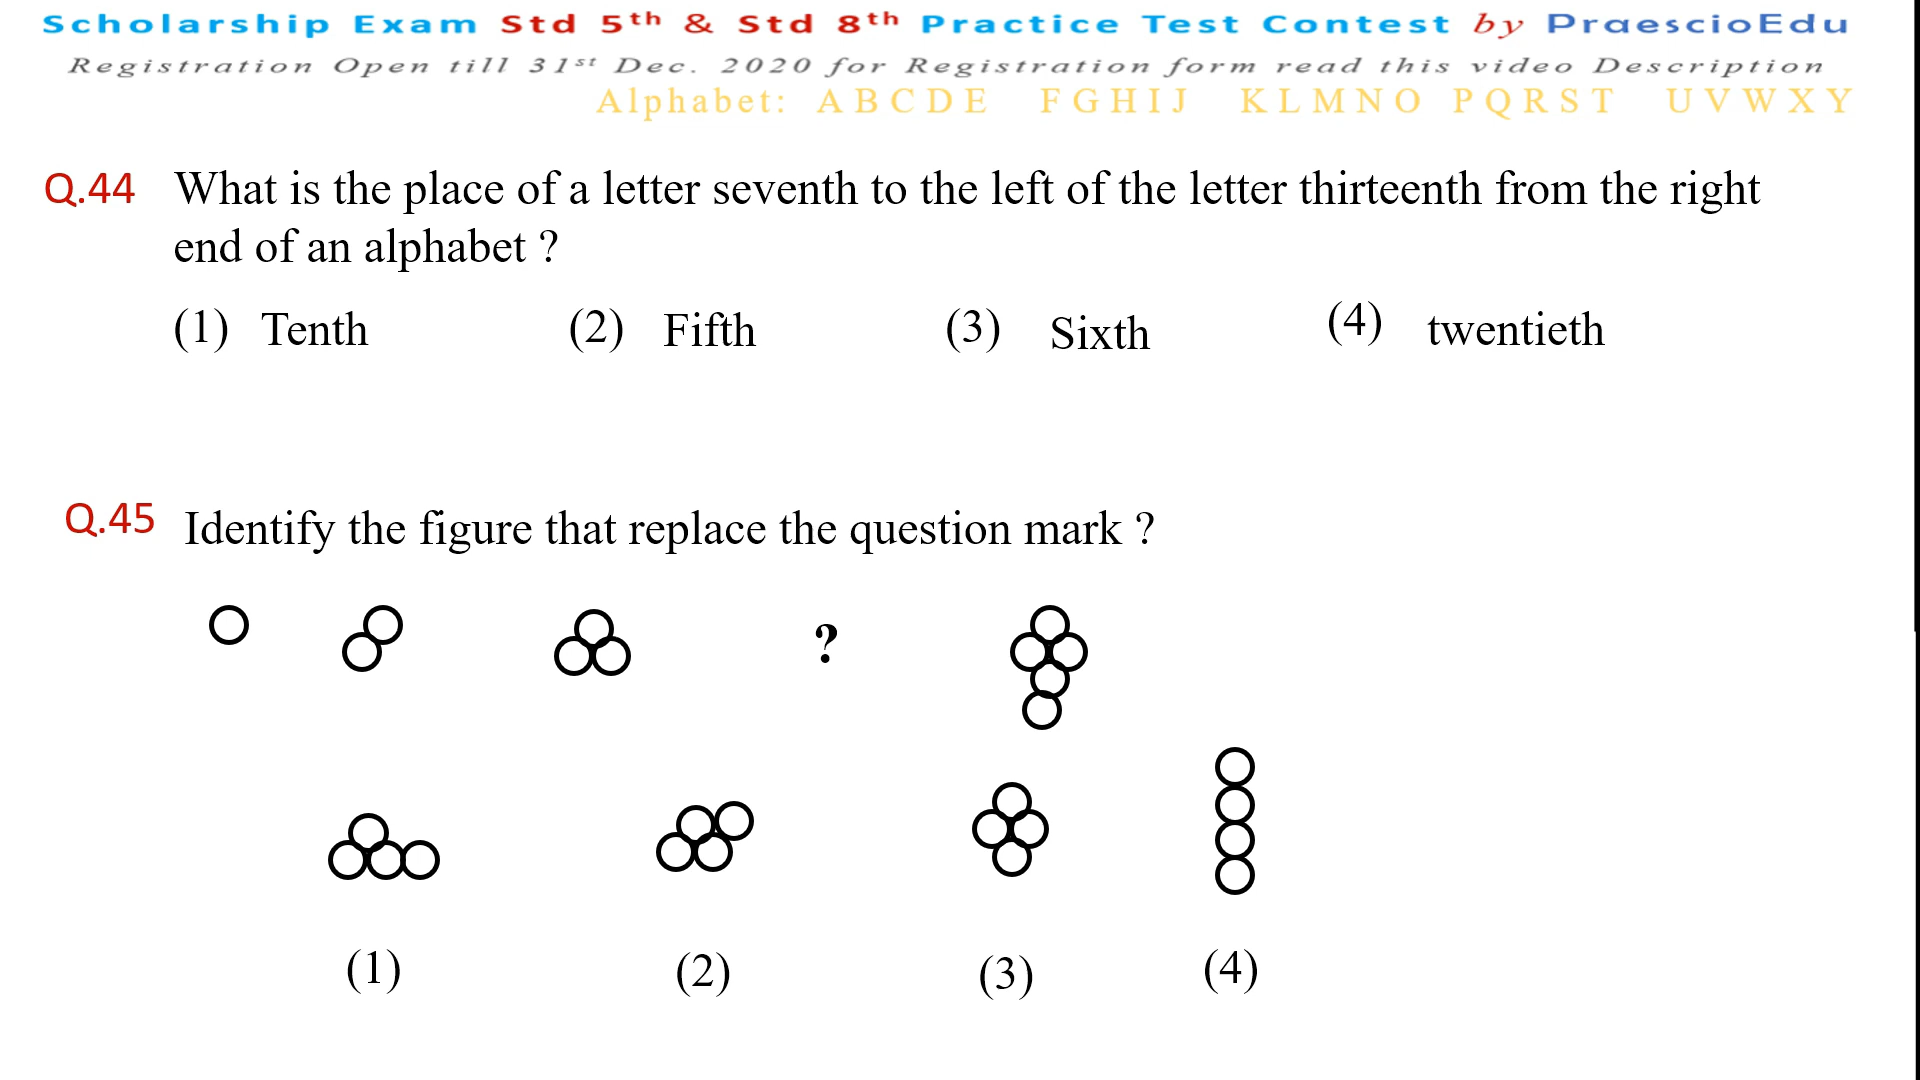 Scholarship Exam Std 5th & Std 8th Practice Test Contest by PraescioEdu
Registration Open till 31st Dec. 2020 for Registration form read this video Description
Alphabet: A B C D E F G H I J K L M N O P Q R S T U V W X Y
Q.44 What is the place of a letter seventh to the left of the letter thirteenth from the right
end of an alphabet ?
(1) Tenth (2) Fifth (3) Sixth (4) twentieth
Q.45 Identify the figure that replace the question mark ?
?
(1) (2) (3) (4)